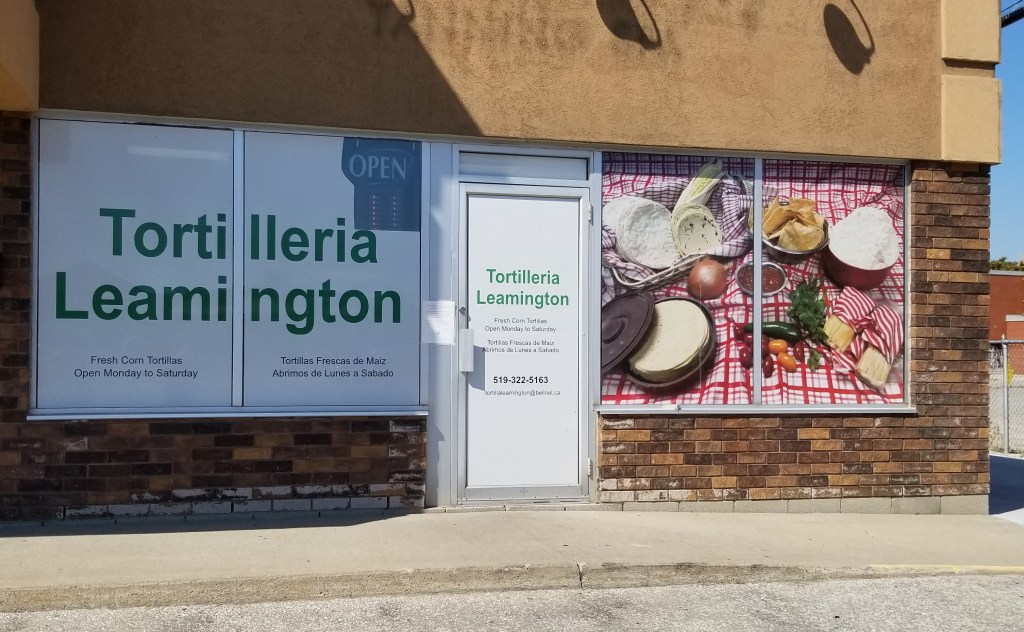 OPEN
Tortilleria
Leamington
Fresh Corn Tortillas
Open Monday to Saturday
Tortillas Frescas de Maiz
Abrimos de Lunes a Sabado
Tortilleria
Leamington
Fresh Corn Tortillas
Open Monday to Saturday
Tortillas Frescas de Maiz
Abrimos de Lunes a Sabado
519-322-5163